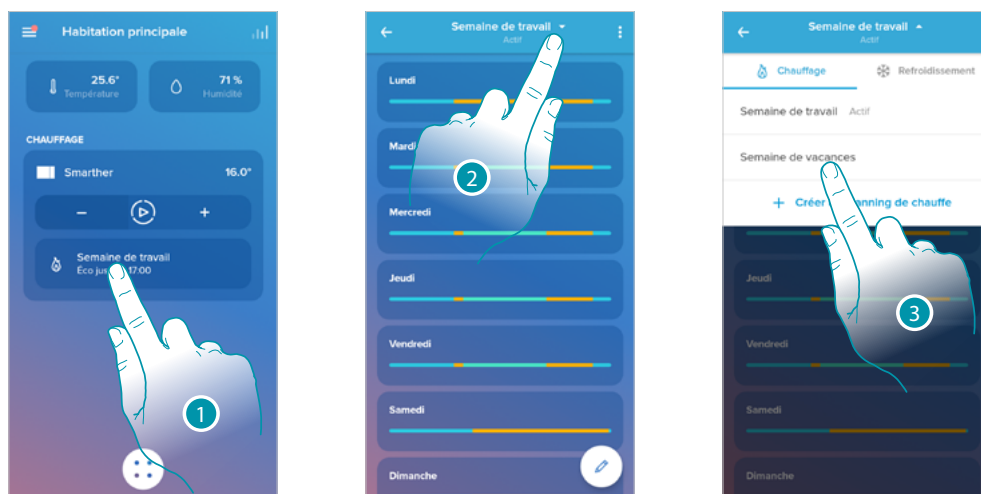 Habitation principale
25.6°
Température
71 %
Humidité
CHAUFFAGE
Smarther
16.0°
−
+
Semaine de travail
Éco jus 17:00
1
Semaine de travail
Actif
Lundi
Mardi
Mercredi
Jeudi
Vendredi
Samedi
Dimanche
2
Semaine de travail
Actif
Chauffage
Refroidissement
Semaine de travail Actif
Semaine de vacances
+ Créer anning de chauffe
Jeudi
Vendredi
Samedi
Dimanche
3